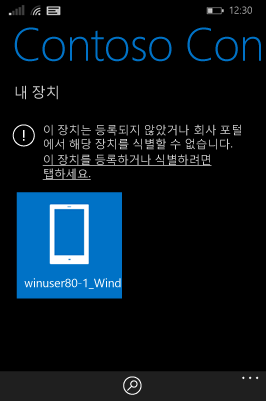 12:30
Contoso Con
내 장치
이 장치는 등록되지 않았거나 회사 포털
에서 해당 장치를 식별할 수 없습니다.
이 장치를 등록하거나 식별하려면
탭하세요.
winuser80-1_Wind